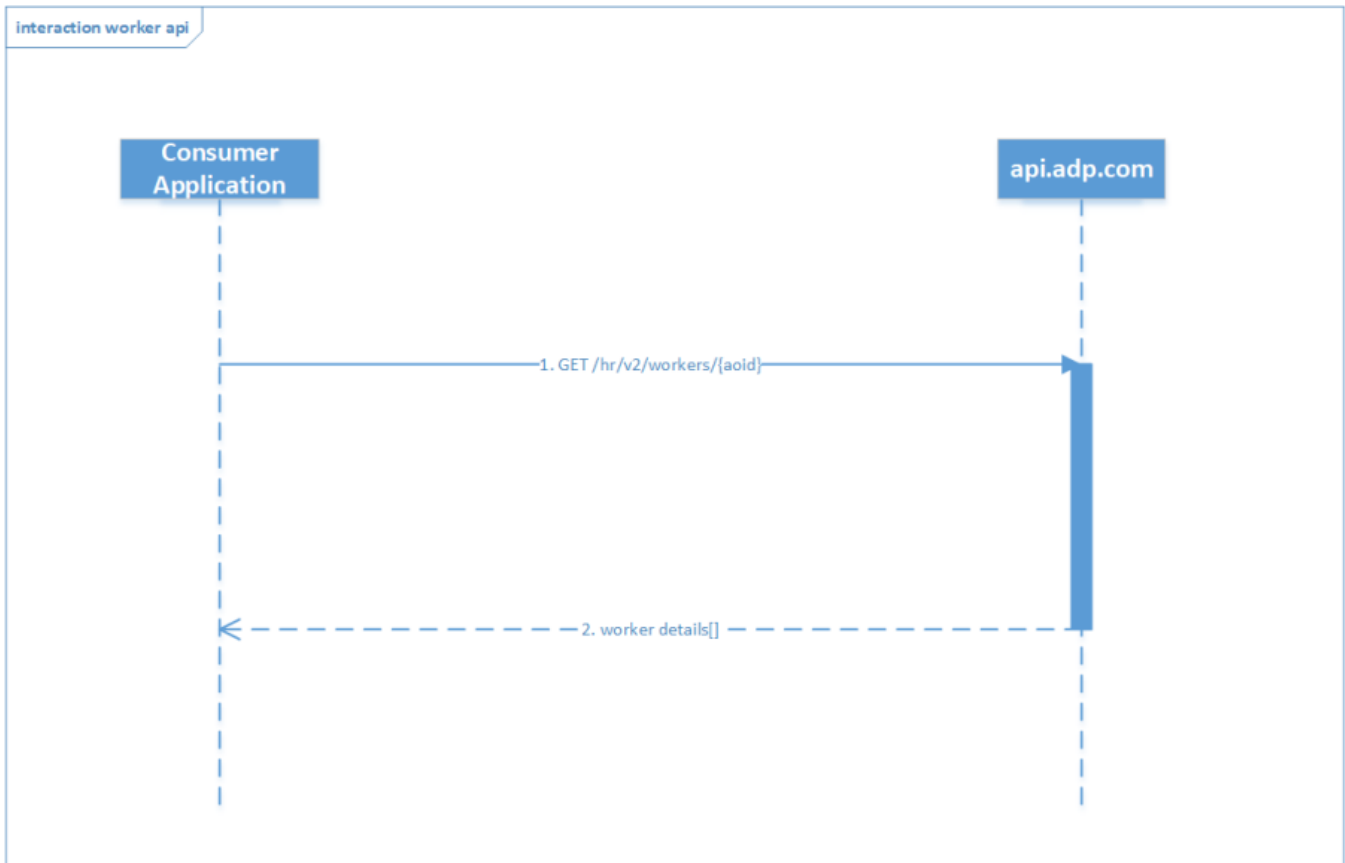 interaction worker api
Consumer
Application
api.adp.com
1. GET /hr/v2/workers/{aoid}
2. worker details[]